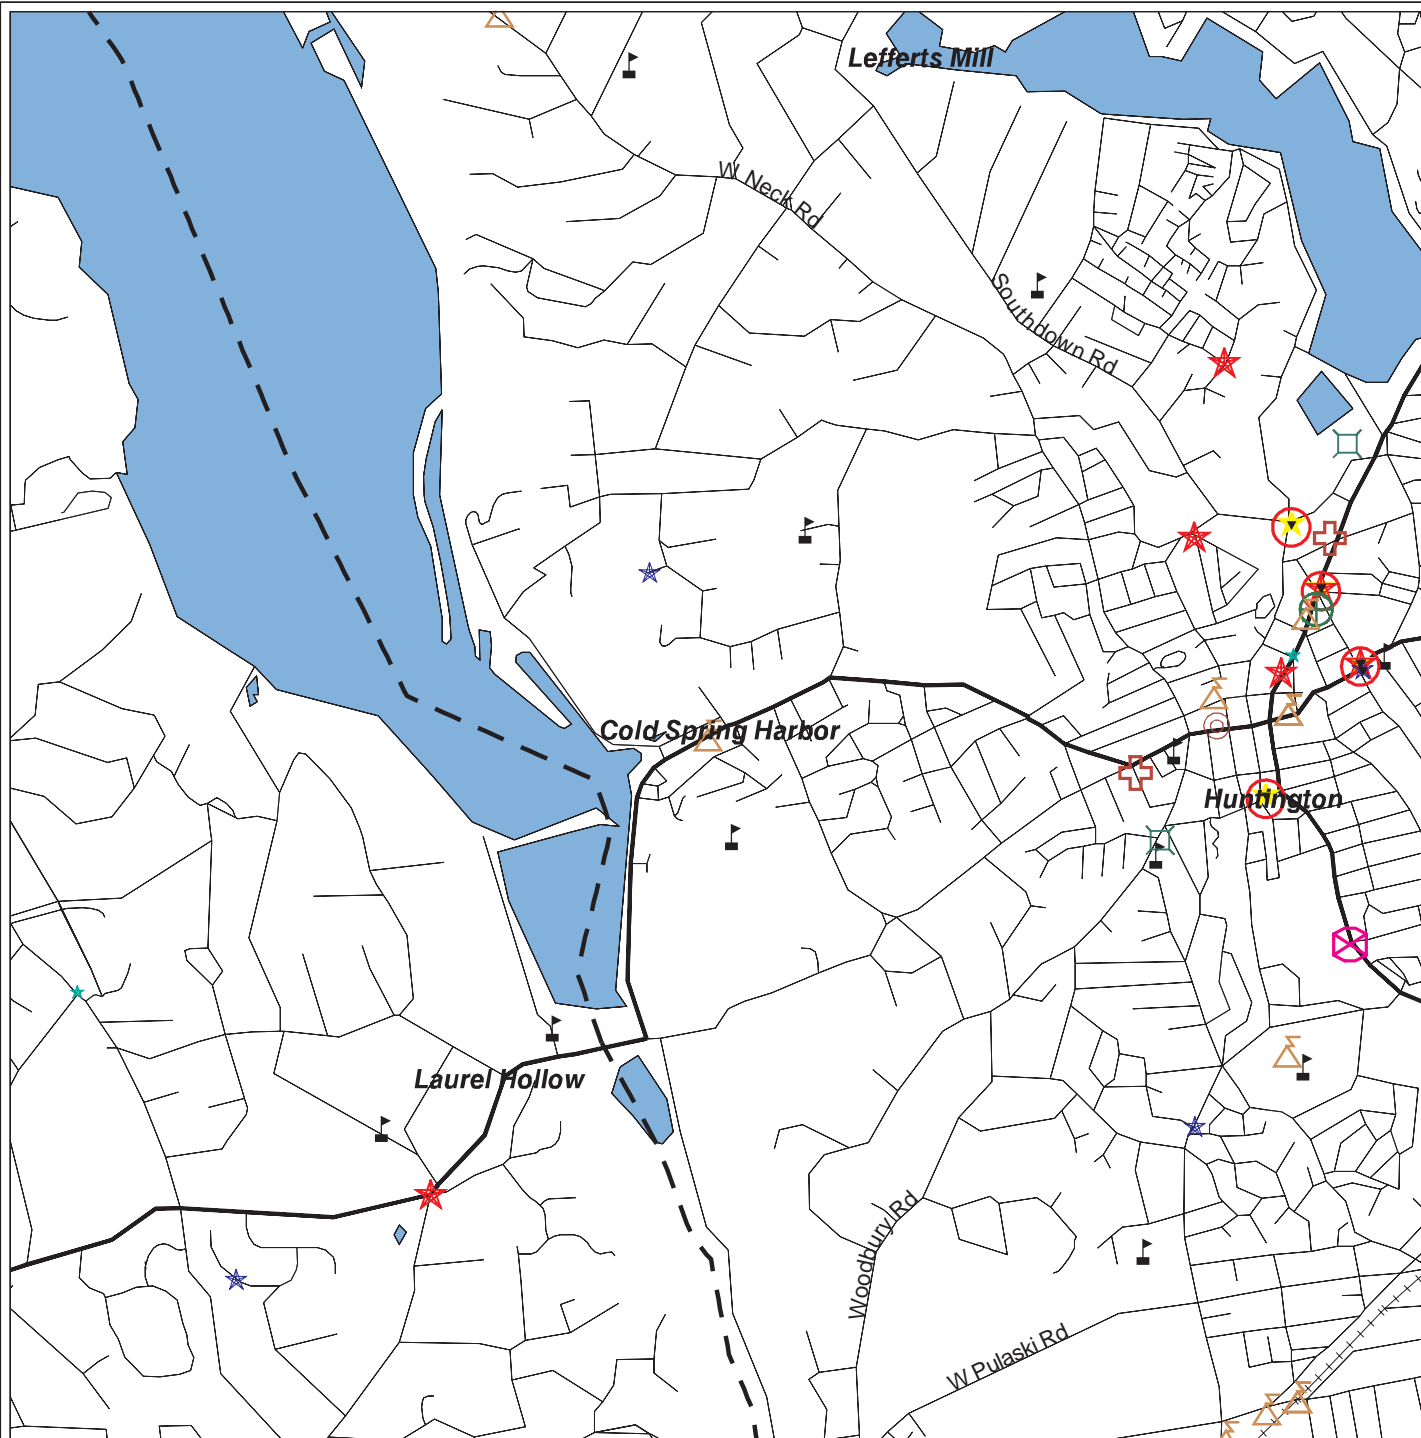 Lefferts Mill
W Neck Rd
Southdown Rd
Cold Spring Harbor
Huntington
Laurel Hollow
Woodbury Rd
W Pulaski Rd